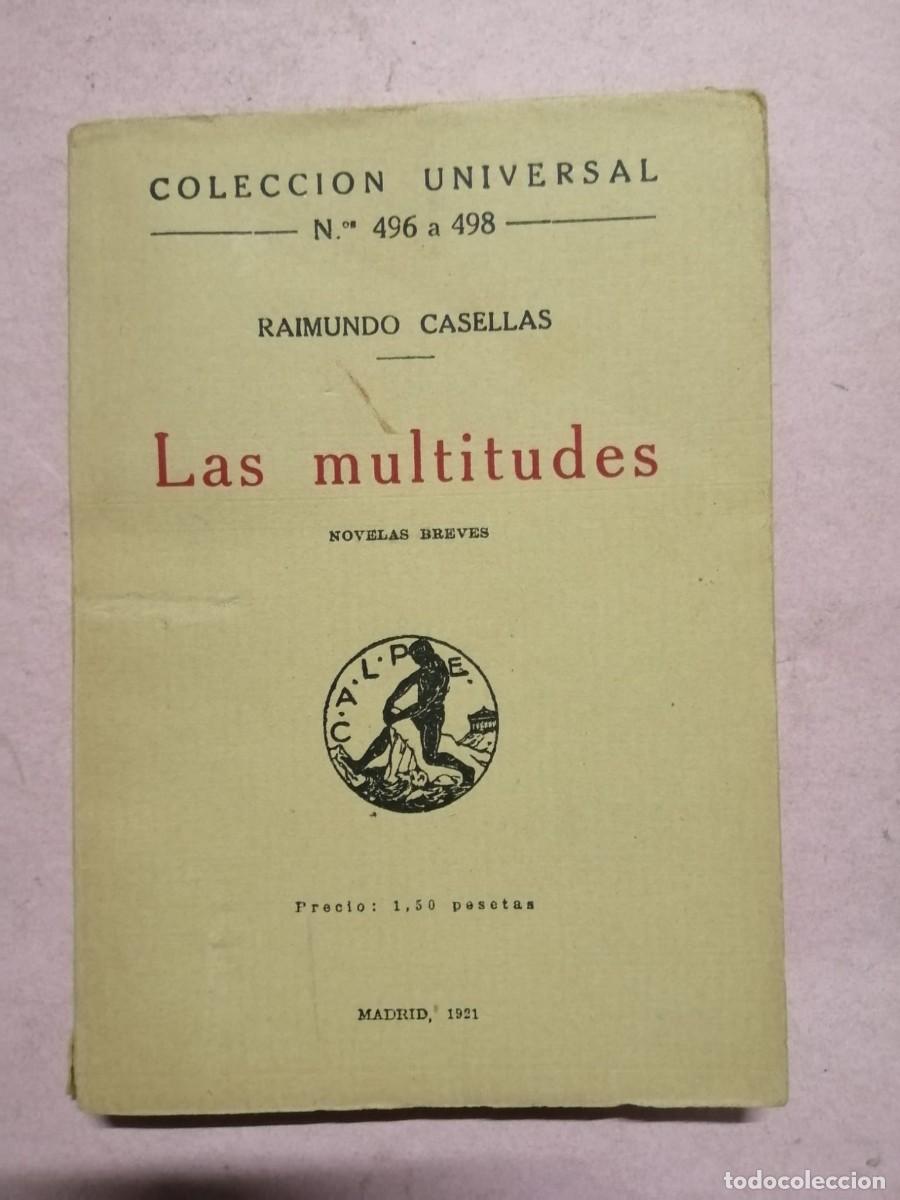 COLECCION UNIVERSAL
N.os 496 a 498
RAIMUNDO CASELLAS
Las multitudes
NOVELAS BREVES
C.A.L.P.E.
Precio: 1,50 pesetas
MADRID, 1921
todocoleccion